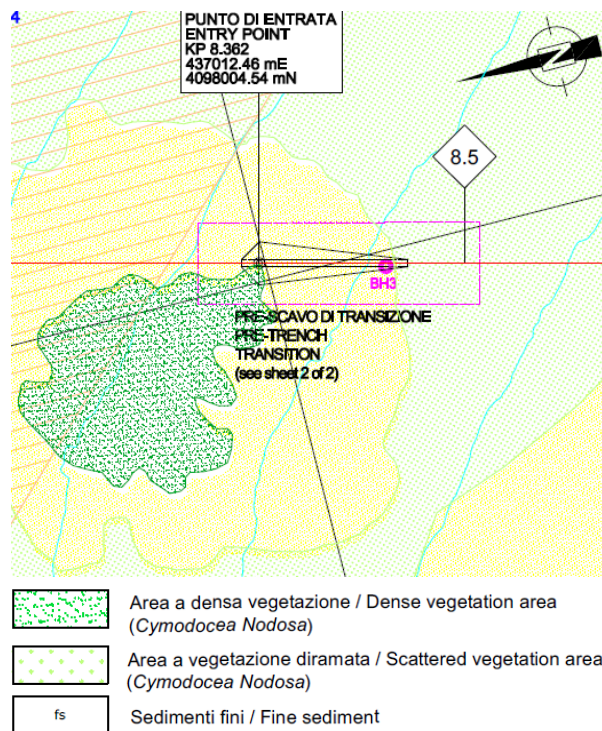 4
PUNTO DI ENTRATA
ENTRY POINT
KP 8.362
437012.46 mE
4098004.54 mN
N
8.5
BH3
PRE-SCAVO DI TRANSIZIONE
PRE-TRENCH
TRANSITION
(see sheet 2 of 2)
Area a densa vegetazione / Dense vegetation area
(Cymodocea Nodosa)
Area a vegetazione diramata / Scattered vegetation area
(Cymodocea Nodosa)
fs Sedimenti fini / Fine sediment